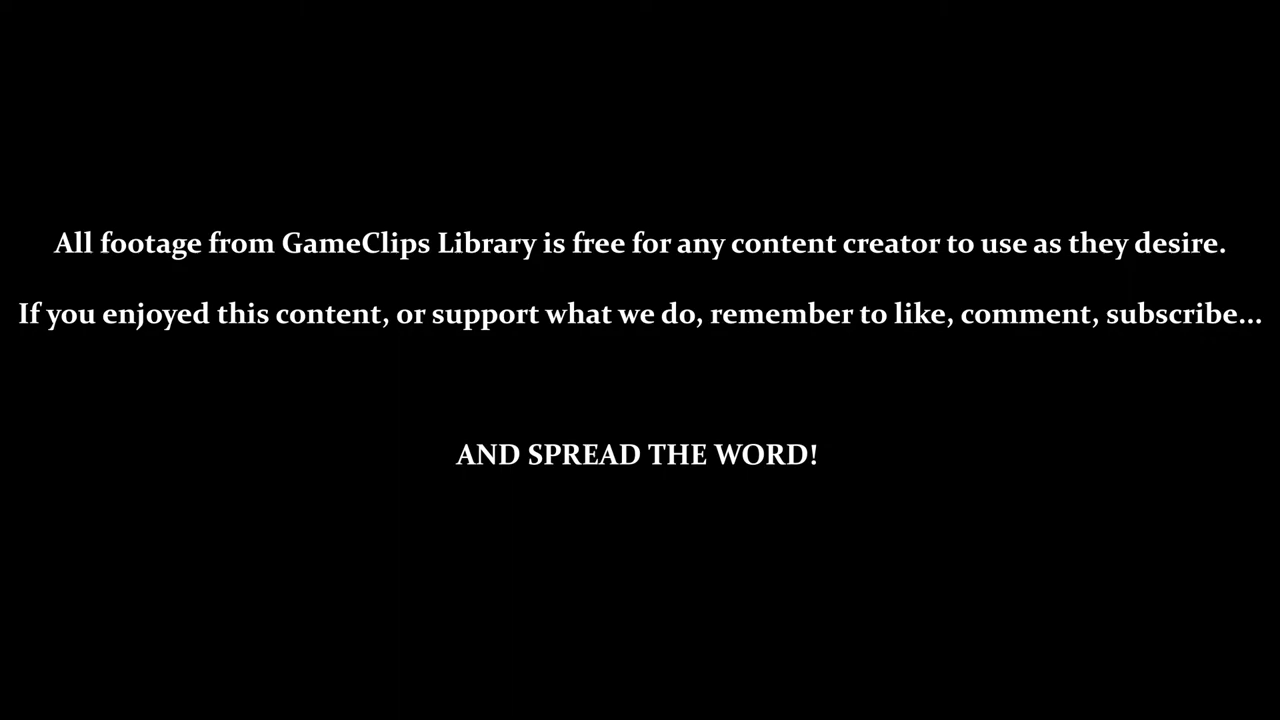 All footage from GameClips Library is free for any content creator to use as they desire.
If you enjoyed this content, or support what we do, remember to like, comment, subscribe...
AND SPREAD THE WORD!